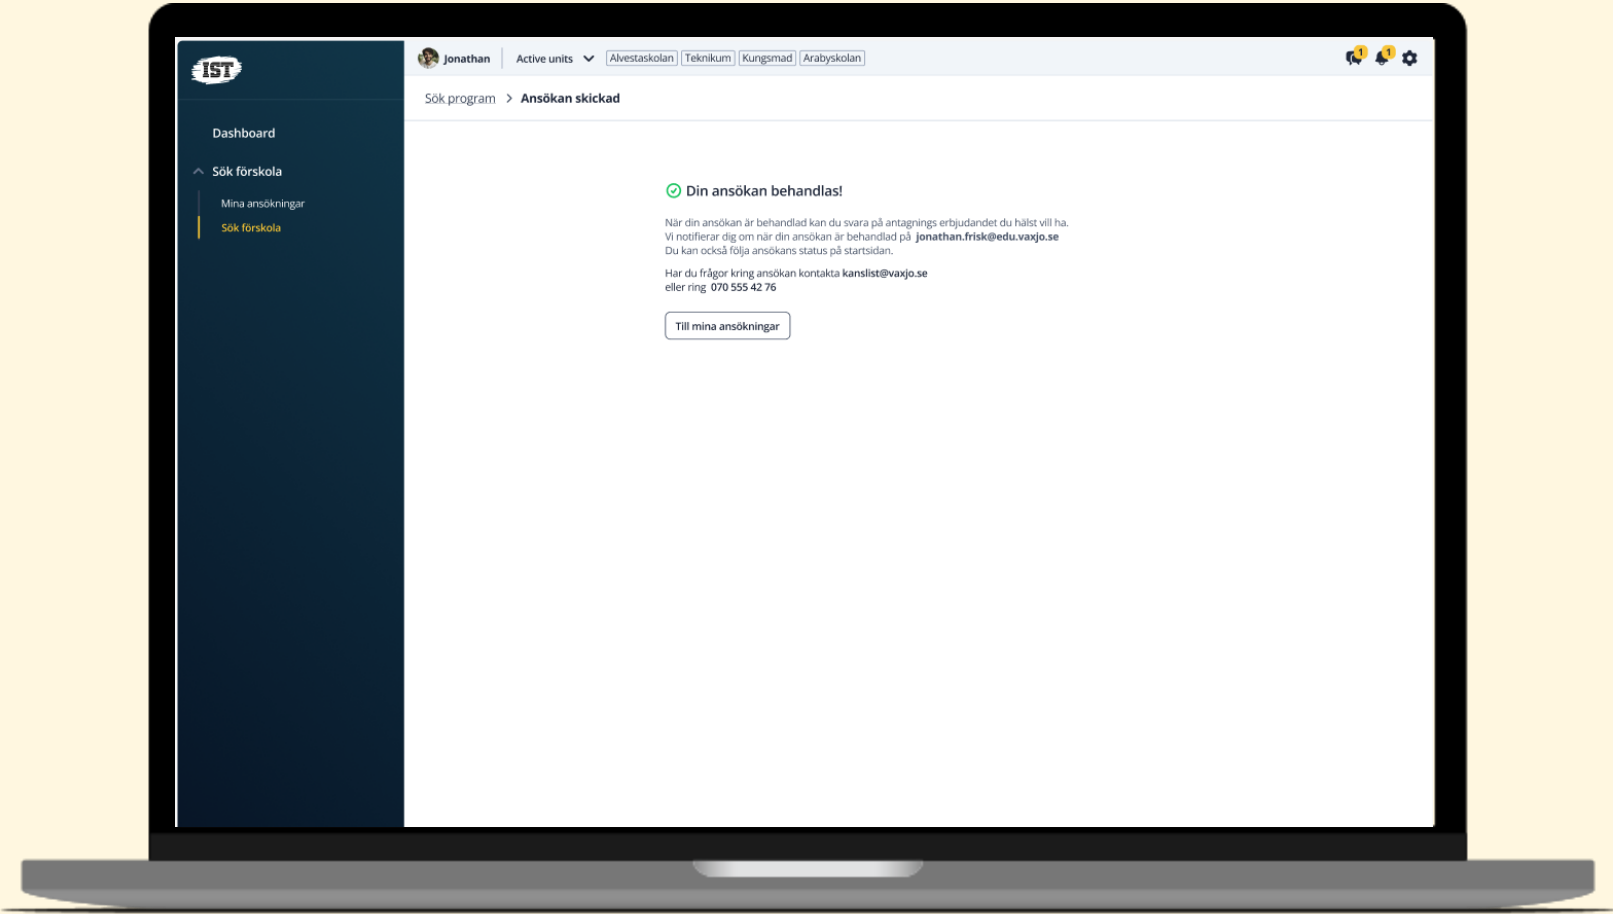 IST
Jonathan Active units Alvestaskolan Teknikum Kungsmad Arabyskolan 1 1
Sök program > Ansökan skickad
Dashboard
Sök förskola
Mina ansökningar
Sök förskola
Din ansökan behandlas!
När din ansökan är behandlad kan du svara på antagnings erbjudandet du hälst vill ha.
Vi notifierar dig om när din ansökan är behandlad på jonathan.frisk@edu.vaxjo.se
Du kan också följa ansökans status på startsidan.
Har du frågor kring ansökan kontakta kanslist@vaxjo.se
eller ring 070 555 42 76
Till mina ansökningar